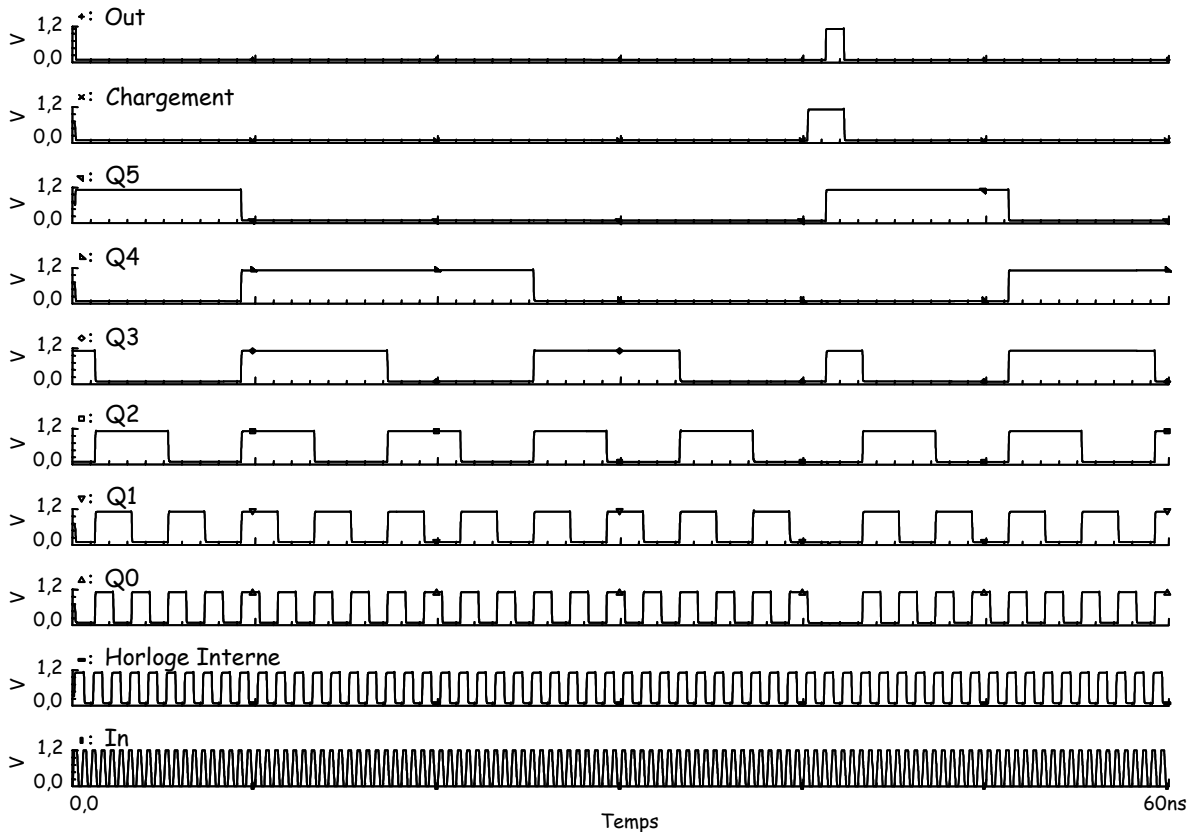 Out
1,2
V
0,0
Chargement
1,2
V
0,0
Q5
1,2
V
0,0
Q4
1,2
V
0,0
Q3
1,2
V
0,0
Q2
1,2
V
0,0
Q1
1,2
V
0,0
Q0
1,2
V
0,0
Horloge Interne
1,2
V
0,0
In
1,2
V
0,0
0,0 60ns
Temps